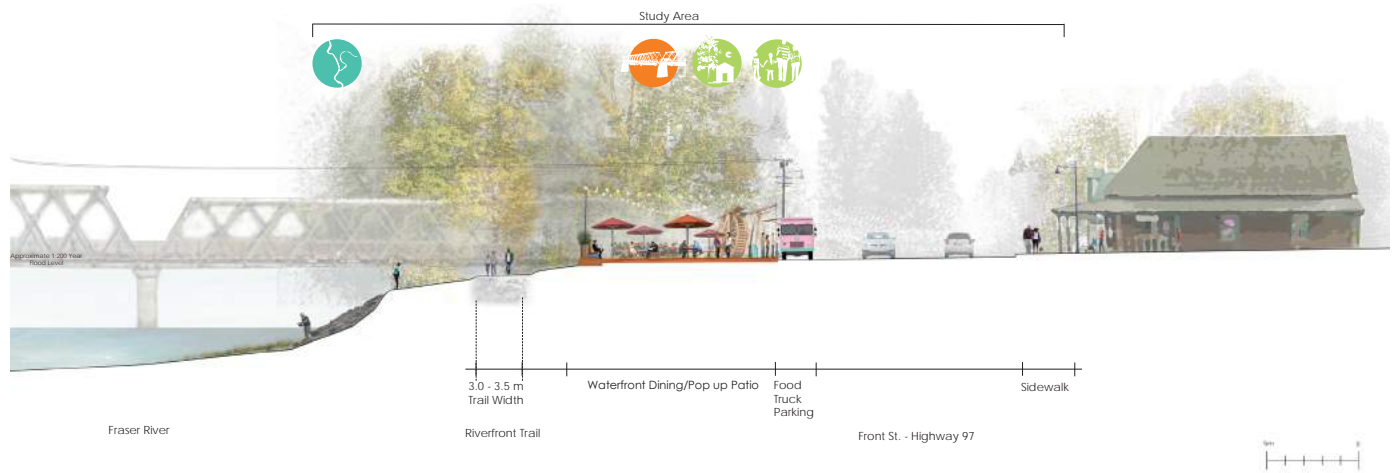 Study Area
Approximate 1:200 Year
Flood Level
3.0 - 3.5 m
Trail Width
Waterfront Dining/Pop up Patio
Food
Truck
Parking
Sidewalk
Fraser River
Riverfront Trail
Front St. - Highway 97